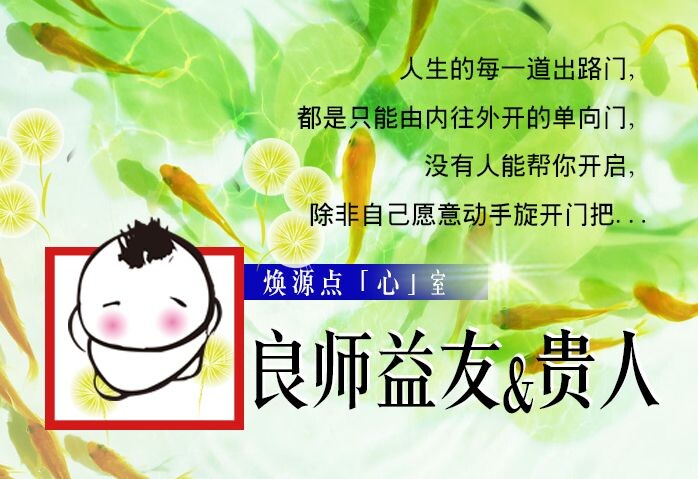 人生的每一道出路门,
都是只能由内往外开的单向门,
没有人能帮你开启,
除非自己愿意动手旋开门把...
焕源点「心」室
良师益友&贵人